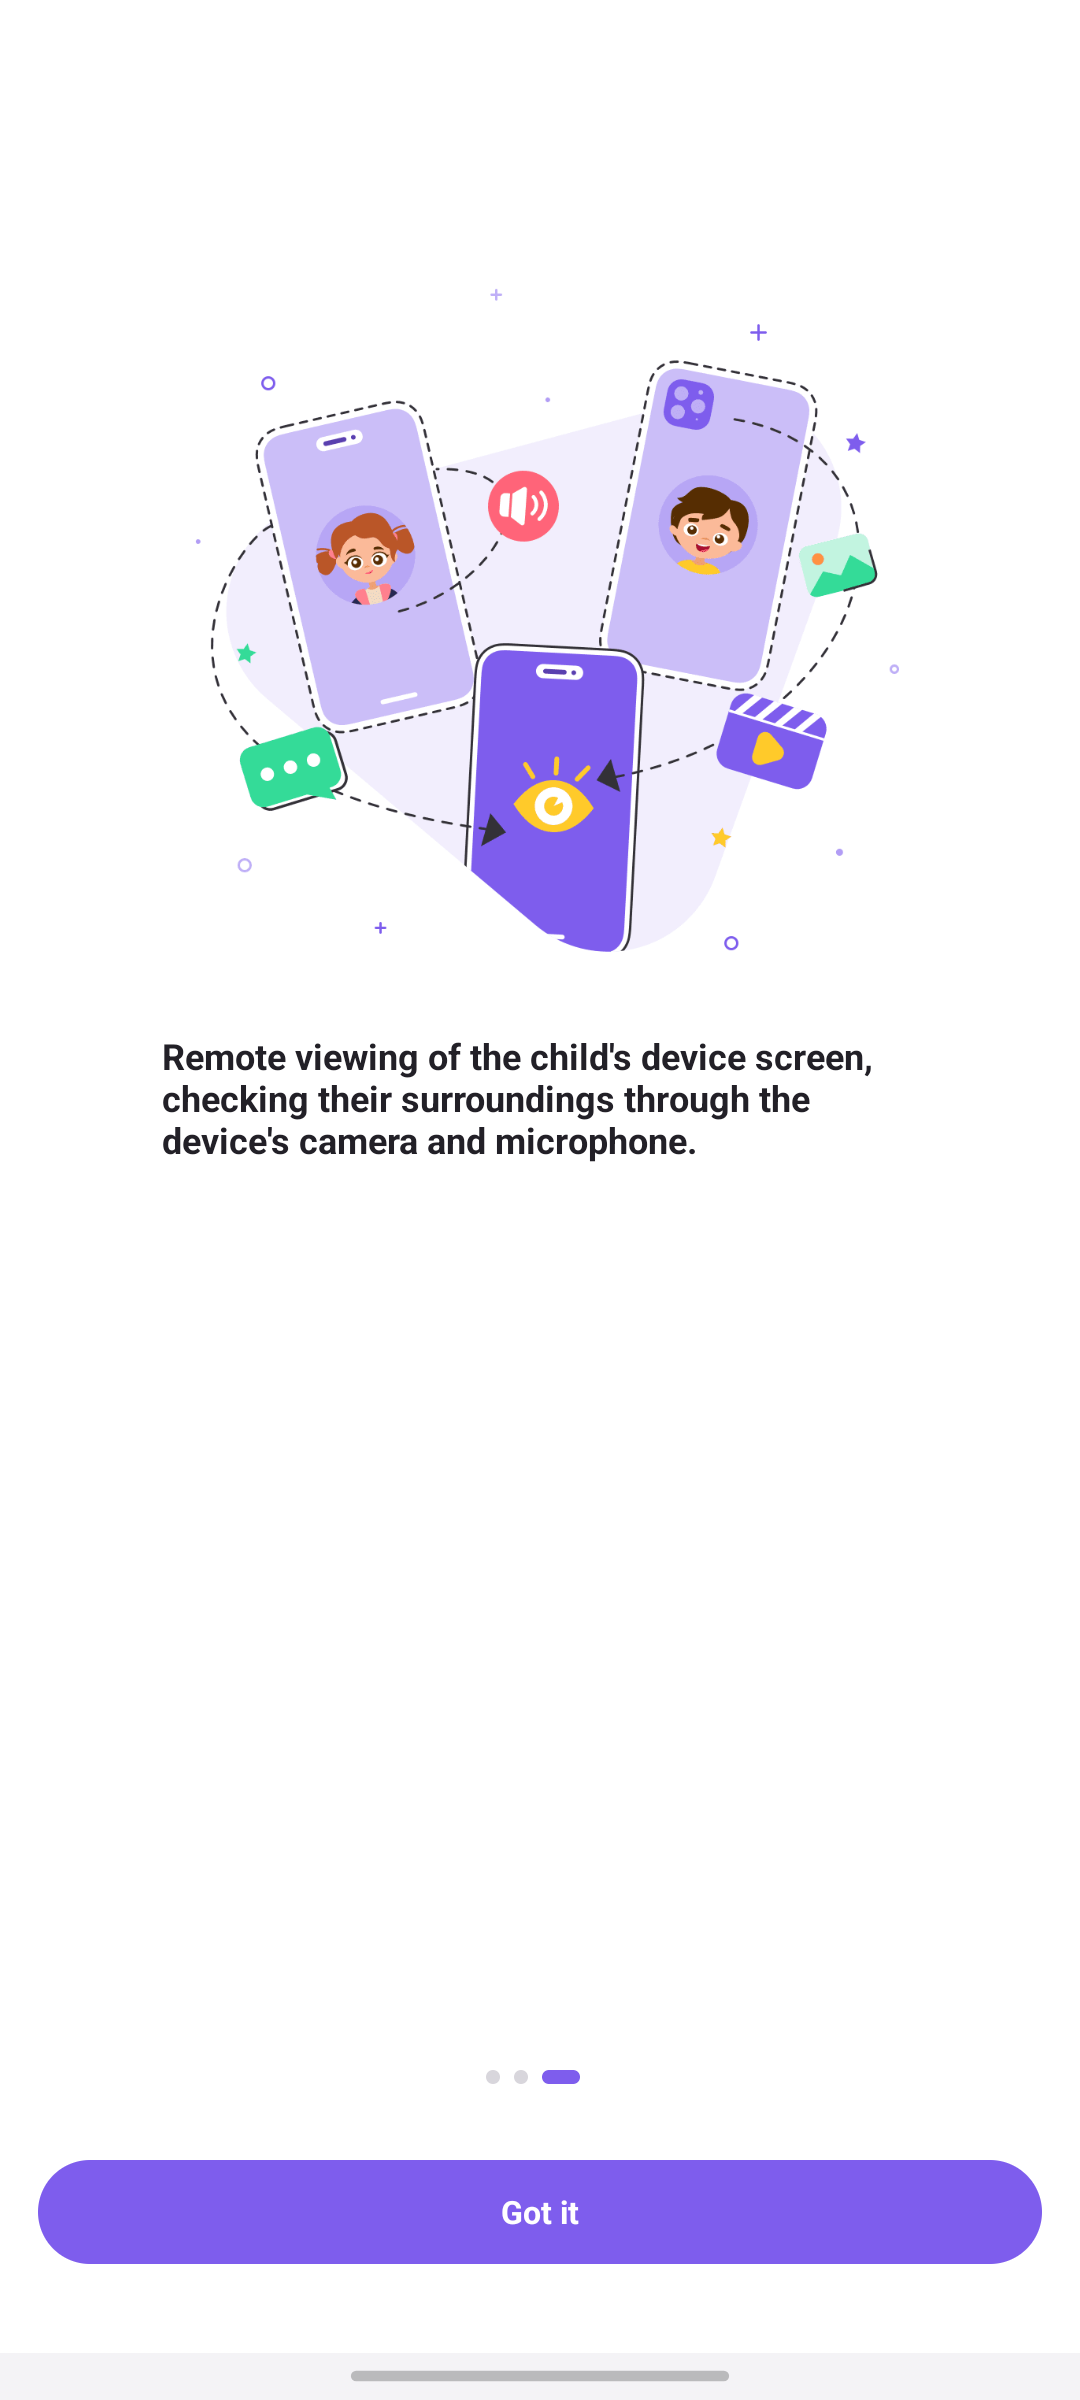 Remote viewing of the child's device screen,
checking their surroundings through the
device's camera and microphone.
Got it